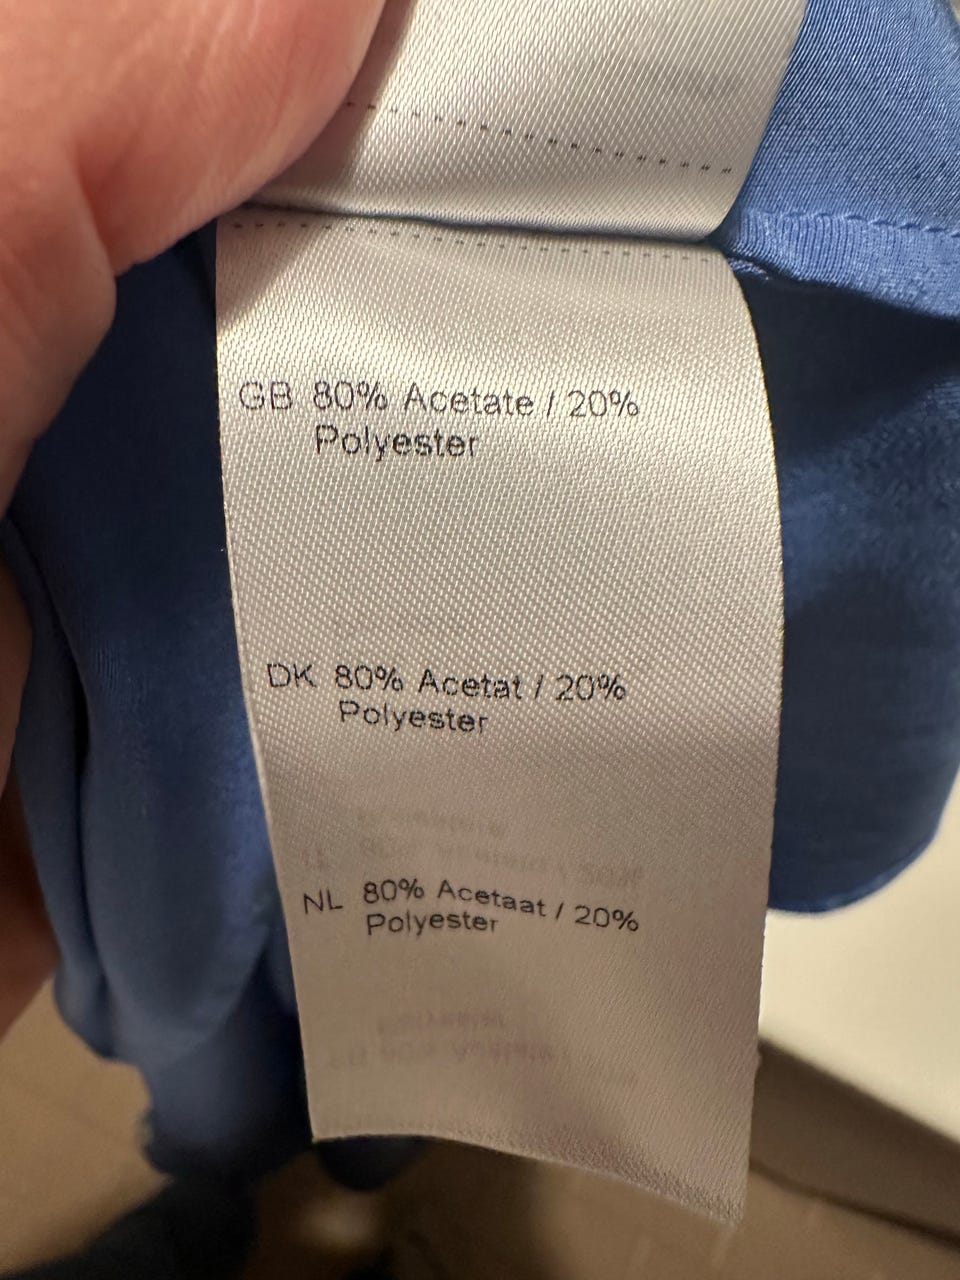 GB 80% Acetate / 20%
Polyester
DK 80% Acetat / 20%
Polyester
NL 80% Acetaat / 20%
Polyester